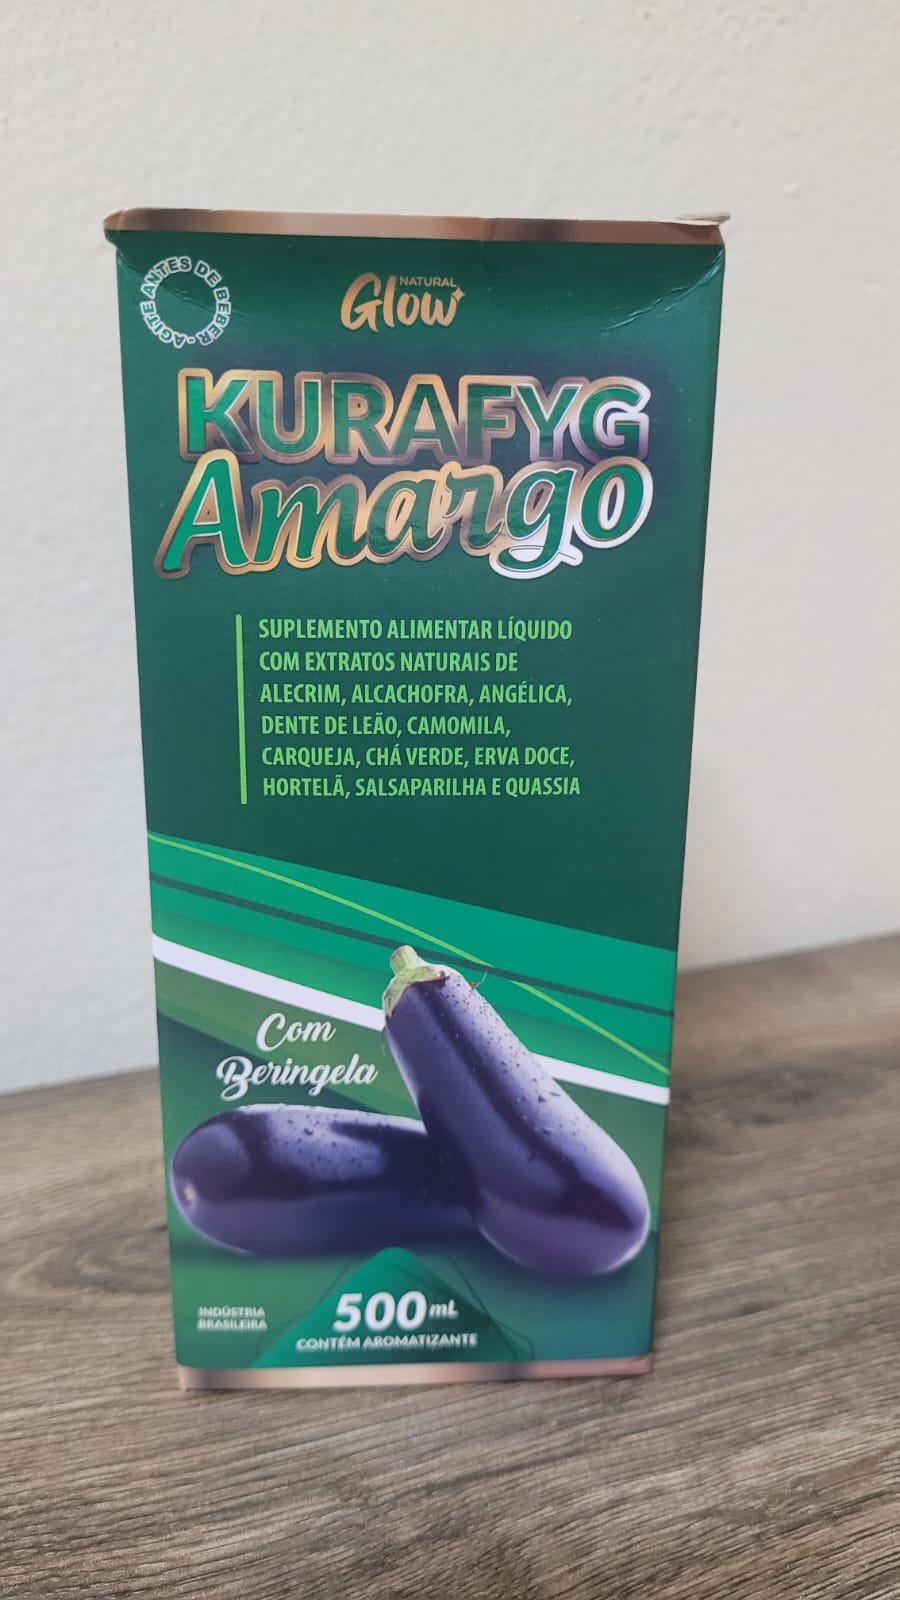 AGITE ANTES DE BEBER -
NATURAL
Glow
KURAFYG
Amargo
SUPLEMENTO ALIMENTAR LÍQUIDO
COM EXTRATOS NATURAIS DE
ALECRIM, ALCACHOFRA, ANGÉLICA,
DENTE DE LEÃO, CAMOMILA,
CARQUEJA, CHÁ VERDE, ERVA DOCE,
HORTELÃ, SALSAPARILHA E QUASSIA
Com
Beringela
INDÚSTRIA
BRASILEIRA
500mL
CONTÉM AROMATIZANTE